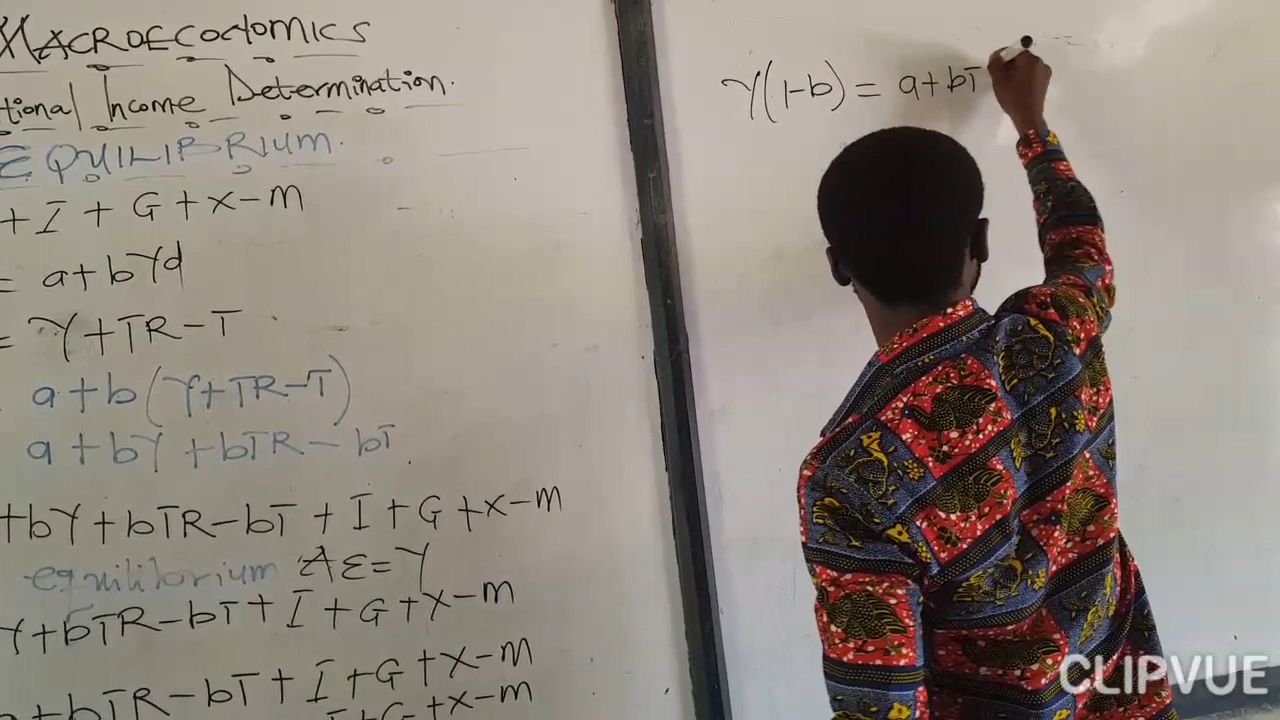 MACROECONOMICS
tional Income Determination.
EQUILIBRIUM.
+ I + G + X - M
= a + bYd
= Y + TR - T
a + b (Y + TR - T)
a + bY + bTR - bT.
+ bY + bTR - bT + I + G + X - M
equilibrium AE = Y
Y + bTR - bT + I + G + X - M
+ bTR - bT + I + G + X - M
I + G + X - M
Y(1-b) = a + bT
CLIPVUE